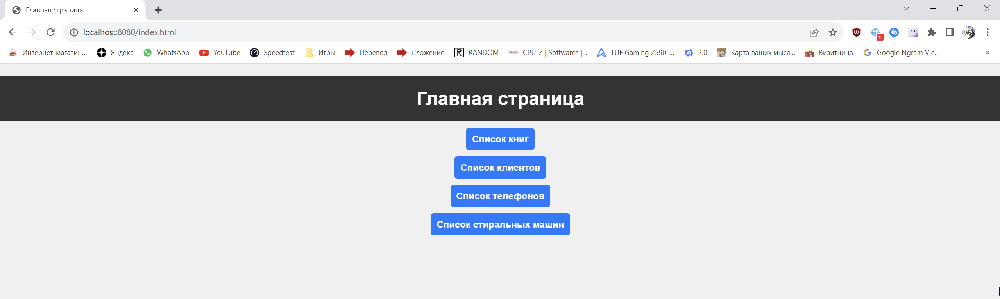 Главная страница
localhost:8080/index.html
1
Интернет-магазин... Яндекс WhatsApp YouTube Speedtest Игры Перевод Сложение RANDOM CPU-Z | Softwares |... TUF Gaming Z590-... 2.0 Карта ваших мысл... Визитница Google Ngram Vie... »
Главная страница
Список книг
Список клиентов
Список телефонов
Список стиральных машин